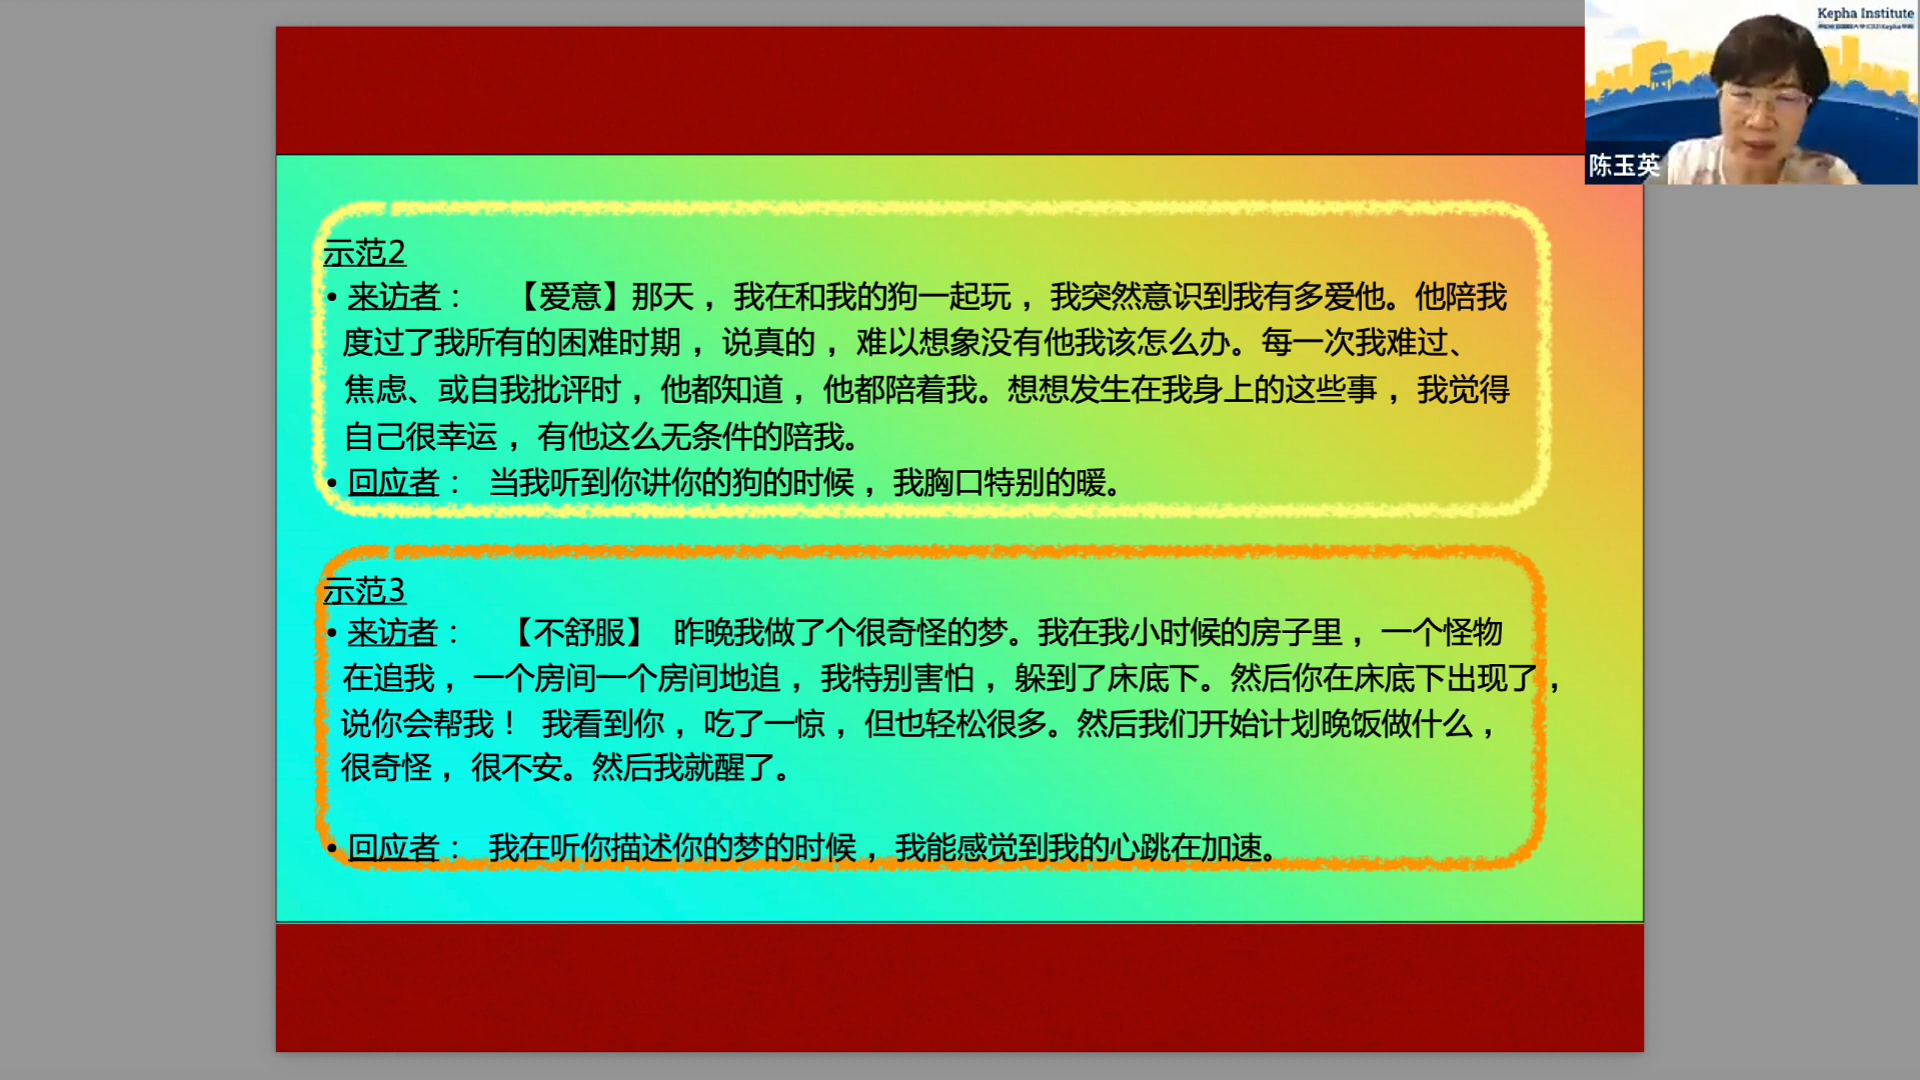 Kepha Institute
陈玉英
示范2
• 来访者： 【爱意】那天，我在和我的狗一起玩，我突然意识到我有多爱他。他陪我
度过了我所有的困难时期，说真的，难以想象没有他我该怎么办。每一次我难过、
焦虑、或自我批评时，他都知道，他都陪着我。想想发生在我身上的这些事，我觉得
自己很幸运，有他这么无条件的陪我。
• 回应者： 当我听到你讲你的狗的时候，我胸口特别的暖。
示范3
• 来访者： 【不舒服】 昨晚我做了个很奇怪的梦。我在我小时候的房子里，一个怪物
在追我，一个房间一个房间地追，我特别害怕，躲到了床底下。然后你在床底下出现了，
说你会帮我！ 我看到你，吃了一惊，但也轻松很多。然后我们开始计划晚饭做什么，
很奇怪，很不安。然后我就醒了。
• 回应者： 我在听你描述你的梦的时候，我能感觉到我的心跳在加速。